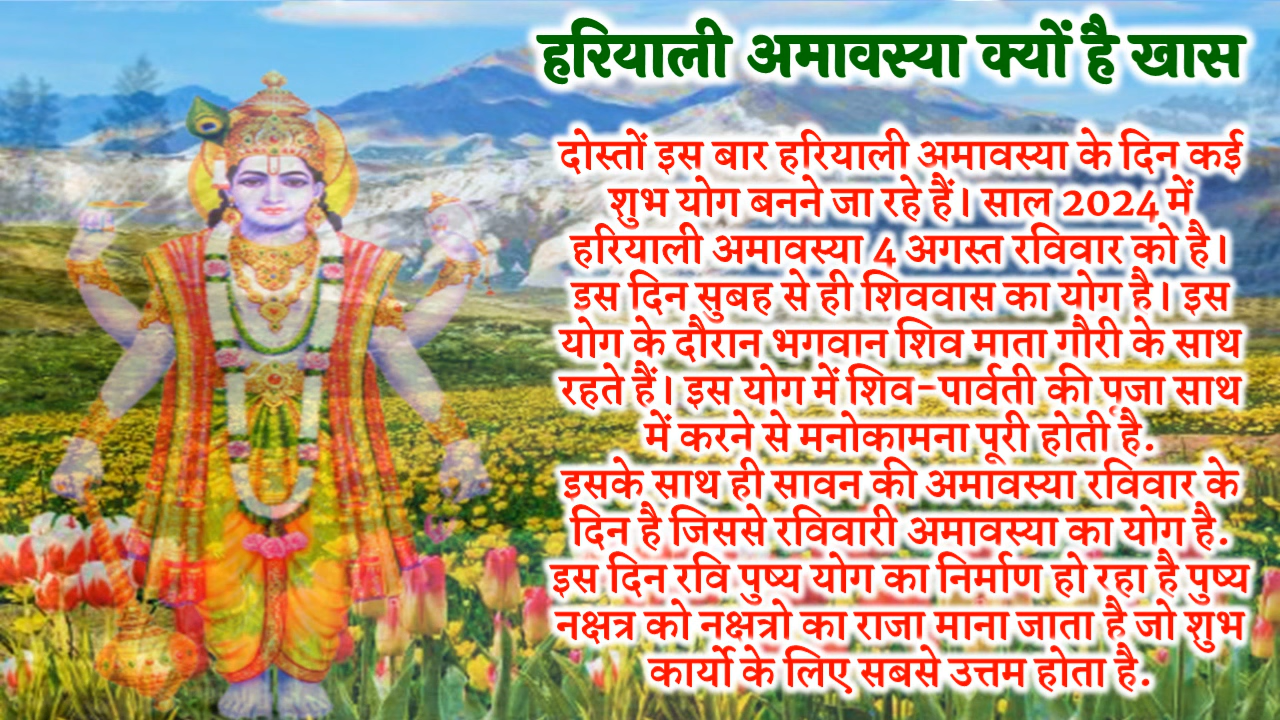 हरियाली अमावस्या क्यों है खास
दोस्तों इस बार हरियाली अमावस्या के दिन कई
शुभ योग बनने जा रहे हैं। साल 2024 में
हरियाली अमावस्या 4 अगस्त रविवार को है।
इस दिन सुबह से ही शिववास का योग है। इस
योग के दौरान भगवान शिव माता गौरी के साथ
रहते हैं। इस योग में शिव-पार्वती की पूजा साथ
में करने से मनोकामना पूरी होती है.
इसके साथ ही सावन की अमावस्या रविवार के
दिन है जिससे रविवारी अमावस्या का योग है.
इस दिन रवि पुष्य योग का निर्माण हो रहा है पुष्य
नक्षत्र को नक्षत्रो का राजा माना जाता है जो शुभ
कार्यो के लिए सबसे उत्तम होता है.